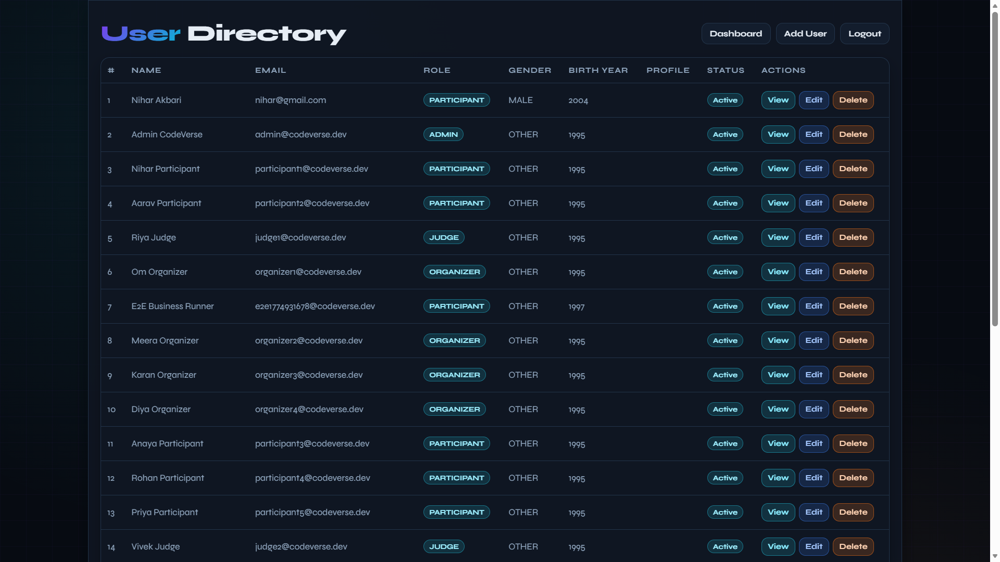 User Directory Dashboard Add User Logout
# NAME EMAIL ROLE GENDER BIRTH YEAR PROFILE STATUS ACTIONS
1 Nihar Akbari nihar@gmail.com PARTICIPANT MALE 2004 Active View Edit Delete
2 Admin CodeVerse admin@codeverse.dev ADMIN OTHER 1995 Active View Edit Delete
3 Nihar Participant participant1@codeverse.dev PARTICIPANT OTHER 1995 Active View Edit Delete
4 Aarav Participant participant2@codeverse.dev PARTICIPANT OTHER 1995 Active View Edit Delete
5 Riya Judge judge1@codeverse.dev JUDGE OTHER 1995 Active View Edit Delete
6 Om Organizer organizer1@codeverse.dev ORGANIZER OTHER 1995 Active View Edit Delete
7 E2E Business Runner e2e1774931678@codeverse.dev PARTICIPANT OTHER 1997 Active View Edit Delete
8 Meera Organizer organizer2@codeverse.dev ORGANIZER OTHER 1995 Active View Edit Delete
9 Karan Organizer organizer3@codeverse.dev ORGANIZER OTHER 1995 Active View Edit Delete
10 Diya Organizer organizer4@codeverse.dev ORGANIZER OTHER 1995 Active View Edit Delete
11 Anaya Participant participant3@codeverse.dev PARTICIPANT OTHER 1995 Active View Edit Delete
12 Rohan Participant participant4@codeverse.dev PARTICIPANT OTHER 1995 Active View Edit Delete
13 Priya Participant participant5@codeverse.dev PARTICIPANT OTHER 1995 Active View Edit Delete
14 Vivek Judge judge2@codeverse.dev JUDGE OTHER 1995 Active View Edit Delete